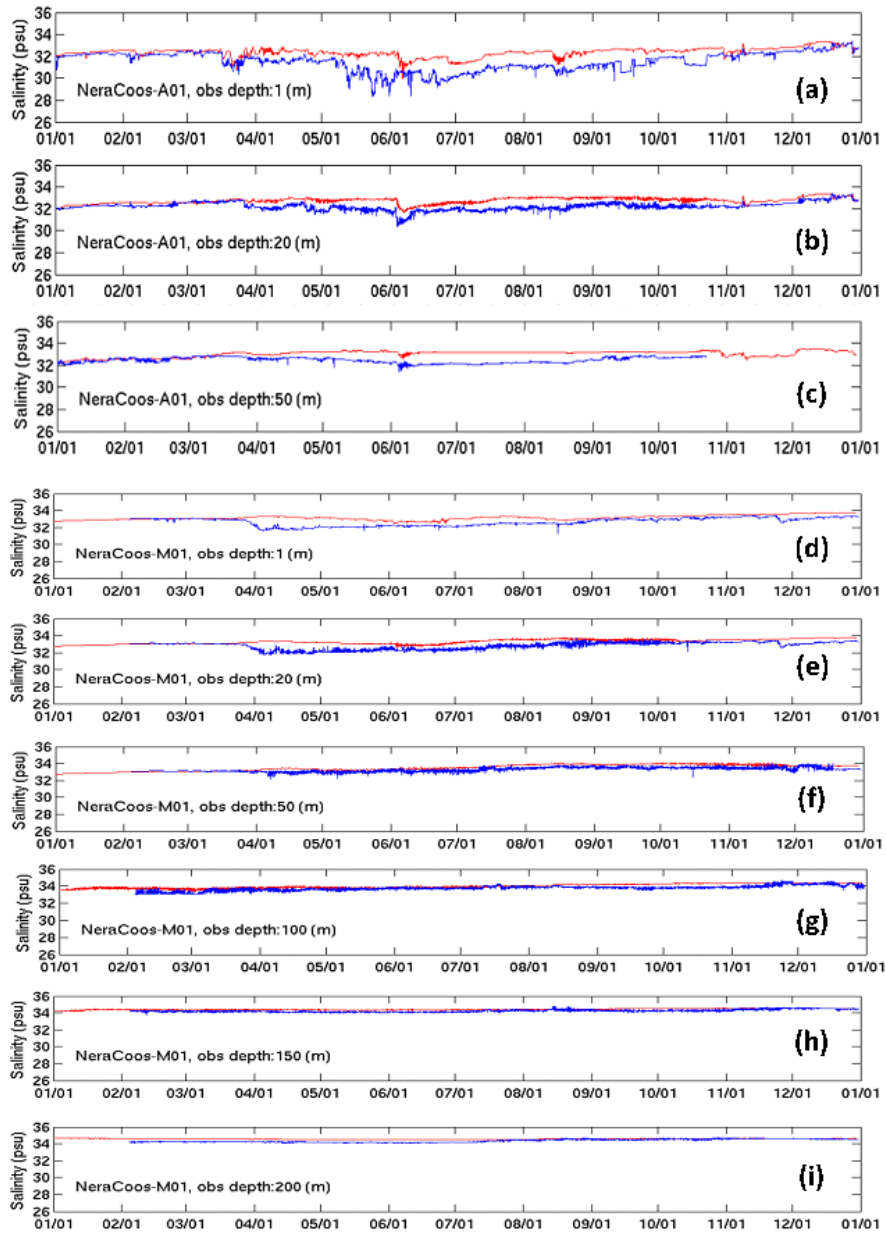 36
34
32
30
28
26
Salinity (psu)
NeraCoos-A01, obs depth:1 (m)
(a)
01/01 02/01 03/01 04/01 05/01 06/01 07/01 08/01 09/01 10/01 11/01 12/01 01/01
36
34
32
30
28
26
Salinity (psu)
NeraCoos-A01, obs depth:20 (m)
(b)
01/01 02/01 03/01 04/01 05/01 06/01 07/01 08/01 09/01 10/01 11/01 12/01 01/01
36
34
32
30
28
26
Salinity (psu)
NeraCoos-A01, obs depth:50 (m)
(c)
01/01 02/01 03/01 04/01 05/01 06/01 07/01 08/01 09/01 10/01 11/01 12/01 01/01
36
34
32
30
28
26
Salinity (psu)
NeraCoos-M01, obs depth:1 (m)
(d)
01/01 02/01 03/01 04/01 05/01 06/01 07/01 08/01 09/01 10/01 11/01 12/01 01/01
36
34
32
30
28
26
Salinity (psu)
NeraCoos-M01, obs depth:20 (m)
(e)
01/01 02/01 03/01 04/01 05/01 06/01 07/01 08/01 09/01 10/01 11/01 12/01 01/01
36
34
32
30
28
26
Salinity (psu)
NeraCoos-M01, obs depth:50 (m)
(f)
01/01 02/01 03/01 04/01 05/01 06/01 07/01 08/01 09/01 10/01 11/01 12/01 01/01
36
34
32
30
28
26
Salinity (psu)
NeraCoos-M01, obs depth:100 (m)
(g)
01/01 02/01 03/01 04/01 05/01 06/01 07/01 08/01 09/01 10/01 11/01 12/01 01/01
36
34
32
30
28
26
Salinity (psu)
NeraCoos-M01, obs depth:150 (m)
(h)
01/01 02/01 03/01 04/01 05/01 06/01 07/01 08/01 09/01 10/01 11/01 12/01 01/01
36
34
32
30
28
26
Salinity (psu)
NeraCoos-M01, obs depth:200 (m)
(i)
01/01 02/01 03/01 04/01 05/01 06/01 07/01 08/01 09/01 10/01 11/01 12/01 01/01